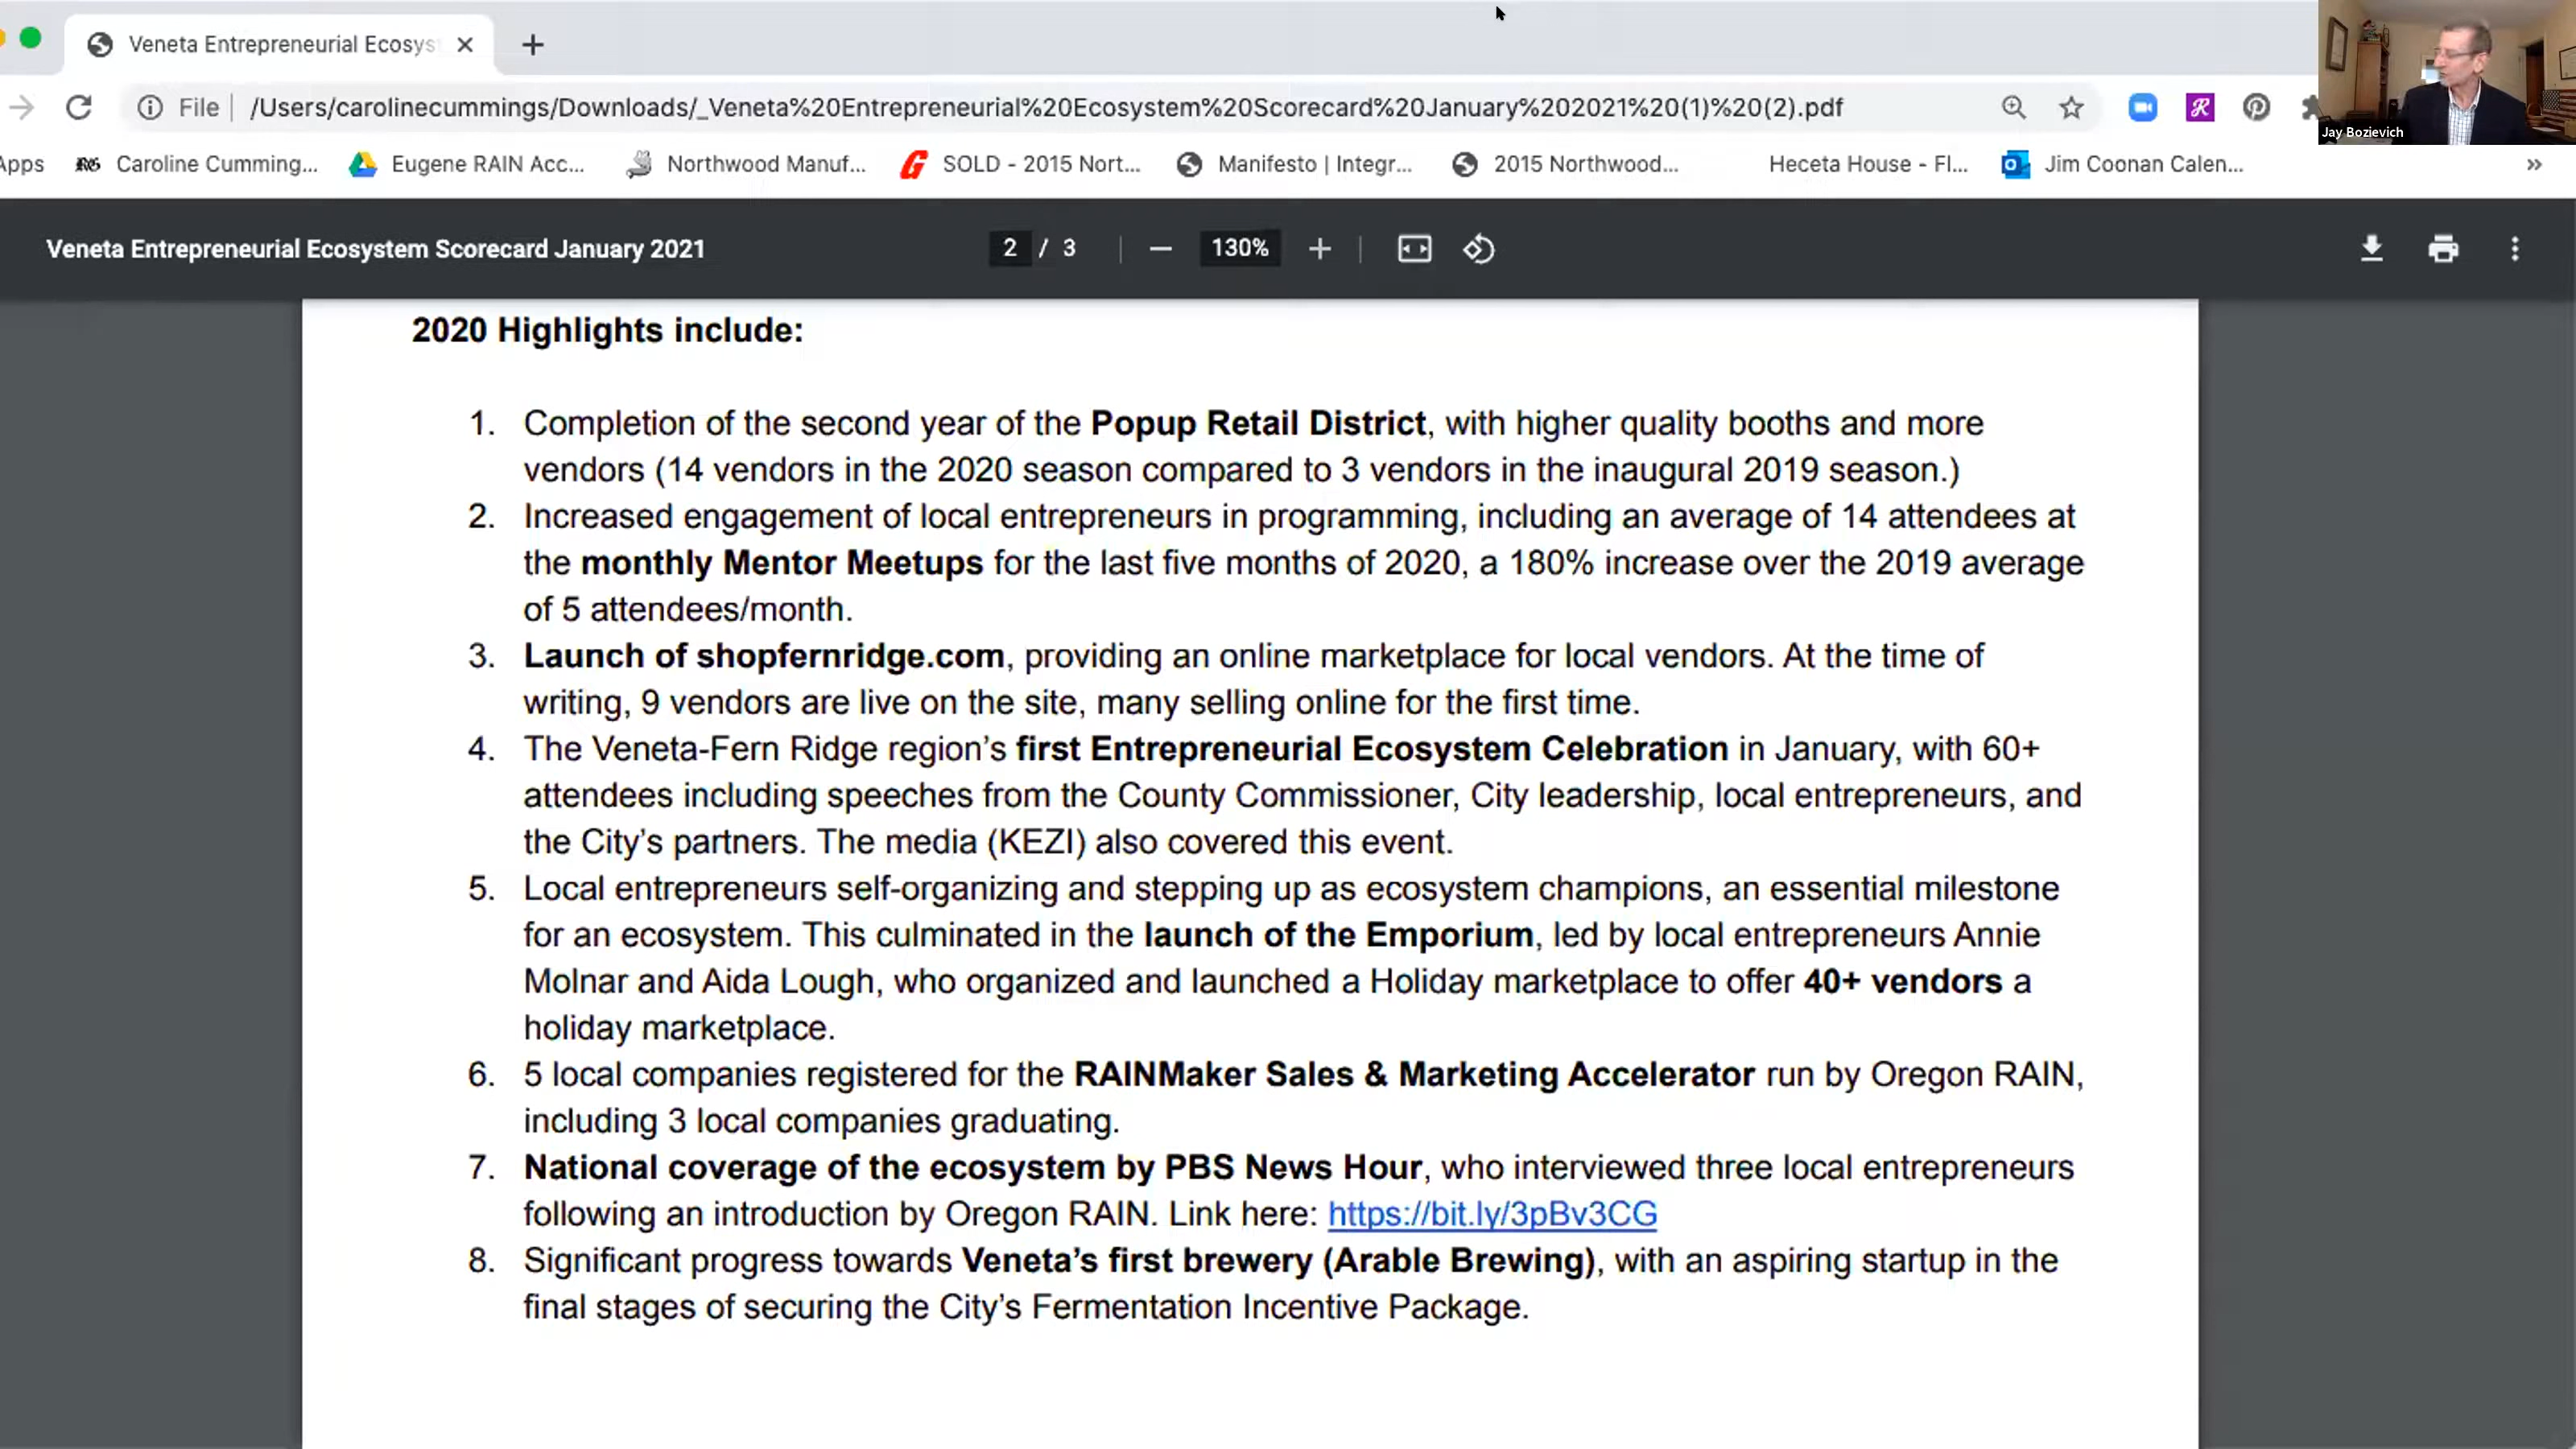 Veneta Entrepreneurial Ecosys
File
/Users/carolinecummings/Downloads/_Veneta%20Entrepreneurial%20Ecosystem%20Scorecard%20January%202021%20(1)%20(2).pdf
Jay Bozievich
Apps
Caroline Cumming...
Eugene RAIN Acc...
Northwood Manuf...
SOLD - 2015 Nort...
Manifesto | Integr...
2015 Northwood...
Heceta House - Fl...
Jim Coonan Calen...
Veneta Entrepreneurial Ecosystem Scorecard January 2021
2 / 3
130%
2020 Highlights include:
1. Completion of the second year of the Popup Retail District, with higher quality booths and more
vendors (14 vendors in the 2020 season compared to 3 vendors in the inaugural 2019 season.)
2. Increased engagement of local entrepreneurs in programming, including an average of 14 attendees at
the monthly Mentor Meetups for the last five months of 2020, a 180% increase over the 2019 average
of 5 attendees/month.
3. Launch of shopfernridge.com, providing an online marketplace for local vendors. At the time of
writing, 9 vendors are live on the site, many selling online for the first time.
4. The Veneta-Fern Ridge region’s first Entrepreneurial Ecosystem Celebration in January, with 60+
attendees including speeches from the County Commissioner, City leadership, local entrepreneurs, and
the City’s partners. The media (KEZI) also covered this event.
5. Local entrepreneurs self-organizing and stepping up as ecosystem champions, an essential milestone
for an ecosystem. This culminated in the launch of the Emporium, led by local entrepreneurs Annie
Molnar and Aida Lough, who organized and launched a Holiday marketplace to offer 40+ vendors a
holiday marketplace.
6. 5 local companies registered for the RAINMaker Sales & Marketing Accelerator run by Oregon RAIN,
including 3 local companies graduating.
7. National coverage of the ecosystem by PBS News Hour, who interviewed three local entrepreneurs
following an introduction by Oregon RAIN. Link here: https://bit.ly/3pBv3CG
8. Significant progress towards Veneta’s first brewery (Arable Brewing), with an aspiring startup in the
final stages of securing the City’s Fermentation Incentive Package.